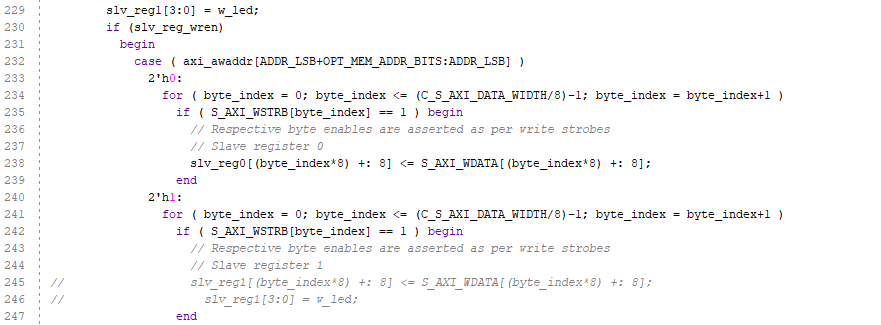 229 slv_reg1[3:0] = w_led;
230 if (slv_reg_wren)
231 begin
232 case ( axi_awaddr[ADDR_LSB+OPT_MEM_ADDR_BITS:ADDR_LSB] )
233 2'h0:
234 for ( byte_index = 0; byte_index <= (C_S_AXI_DATA_WIDTH/8)-1; byte_index = byte_index+1 )
235 if ( S_AXI_WSTRB[byte_index] == 1 ) begin
236 // Respective byte enables are asserted as per write strobes
237 // Slave register 0
238 slv_reg0[(byte_index*8) +: 8] <= S_AXI_WDATA[(byte_index*8) +: 8];
239 end
240 2'h1:
241 for ( byte_index = 0; byte_index <= (C_S_AXI_DATA_WIDTH/8)-1; byte_index = byte_index+1 )
242 if ( S_AXI_WSTRB[byte_index] == 1 ) begin
243 // Respective byte enables are asserted as per write strobes
244 // Slave register 1
245 // slv_reg1[(byte_index*8) +: 8] <= S_AXI_WDATA[(byte_index*8) +: 8];
246 // slv_reg1[3:0] = w_led;
247 end